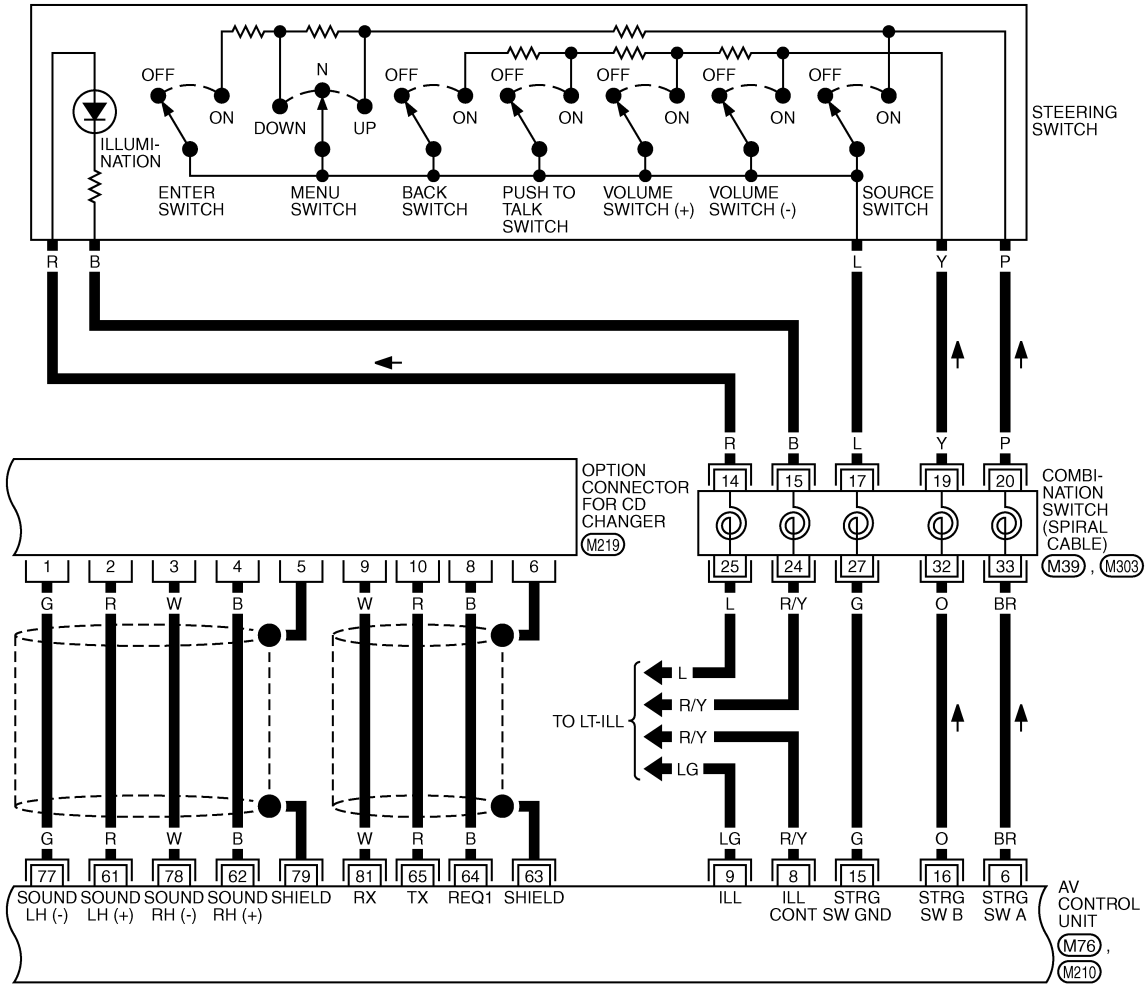 OFF
ON
N
DOWN
UP
OFF
ON
OFF
ON
OFF
ON
OFF
ON
OFF
ON
STEERING
SWITCH
ILLUMI-
NATION
ENTER
SWITCH
MENU
SWITCH
BACK
SWITCH
PUSH TO
TALK
SWITCH
VOLUME
SWITCH (+)
VOLUME
SWITCH (-)
SOURCE
SWITCH
R
B
L
Y
P
R
B
L
Y
P
14
15
17
19
20
COMBI-
NATION
SWITCH
(SPIRAL
CABLE)
M39 , M303
OPTION
CONNECTOR
FOR CD
CHANGER
M219
1
2
3
4
5
9
10
8
6
25
24
27
32
33
G
R
W
B
W
R
B
L
R/Y
G
O
BR
TO LT-ILL
L
R/Y
R/Y
LG
G
R
W
B
W
R
B
LG
R/Y
G
O
BR
77
61
78
62
79
81
65
64
63
9
8
15
16
6
SOUND
LH (-)
SOUND
LH (+)
SOUND
RH (-)
SOUND
RH (+)
SHIELD
RX
TX
REQ1
SHIELD
ILL
ILL
CONT
STRG
SW GND
STRG
SW B
STRG
SW A
AV
CONTROL
UNIT
M76 ,
M210